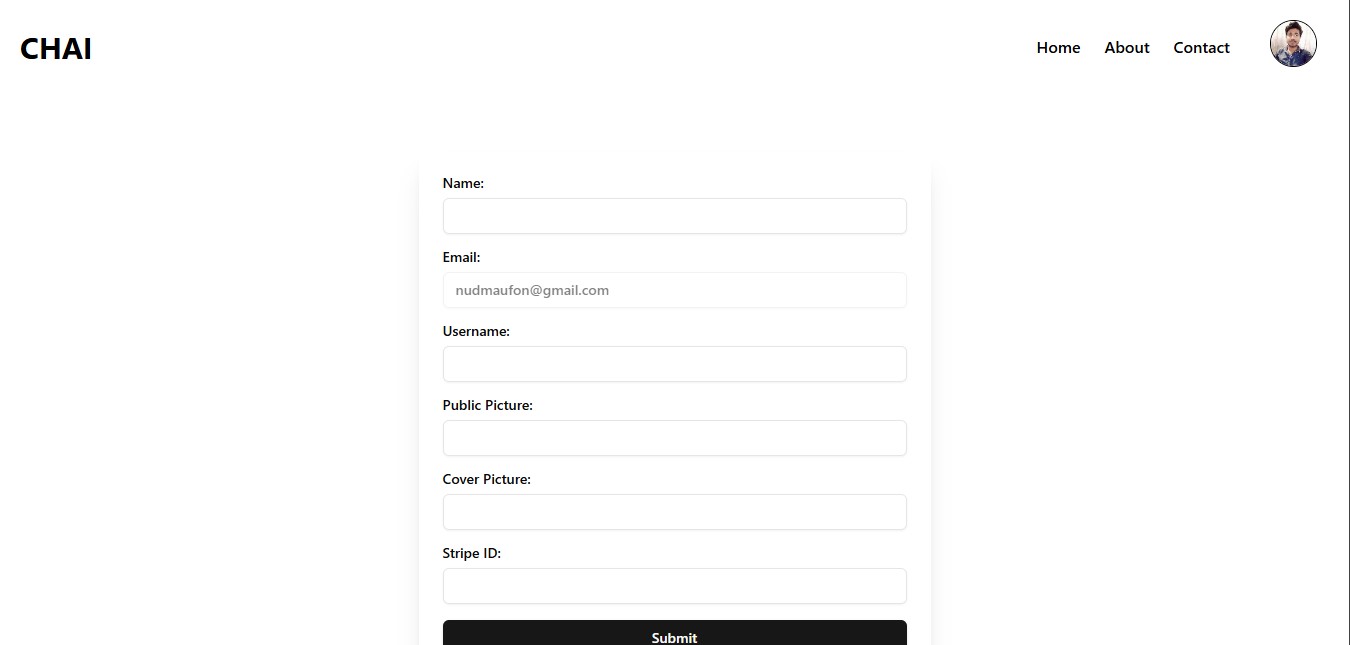 CHAI
Home About Contact
Name:
Email:
nudmaufon@gmail.com
Username:
Public Picture:
Cover Picture:
Stripe ID:
Submit